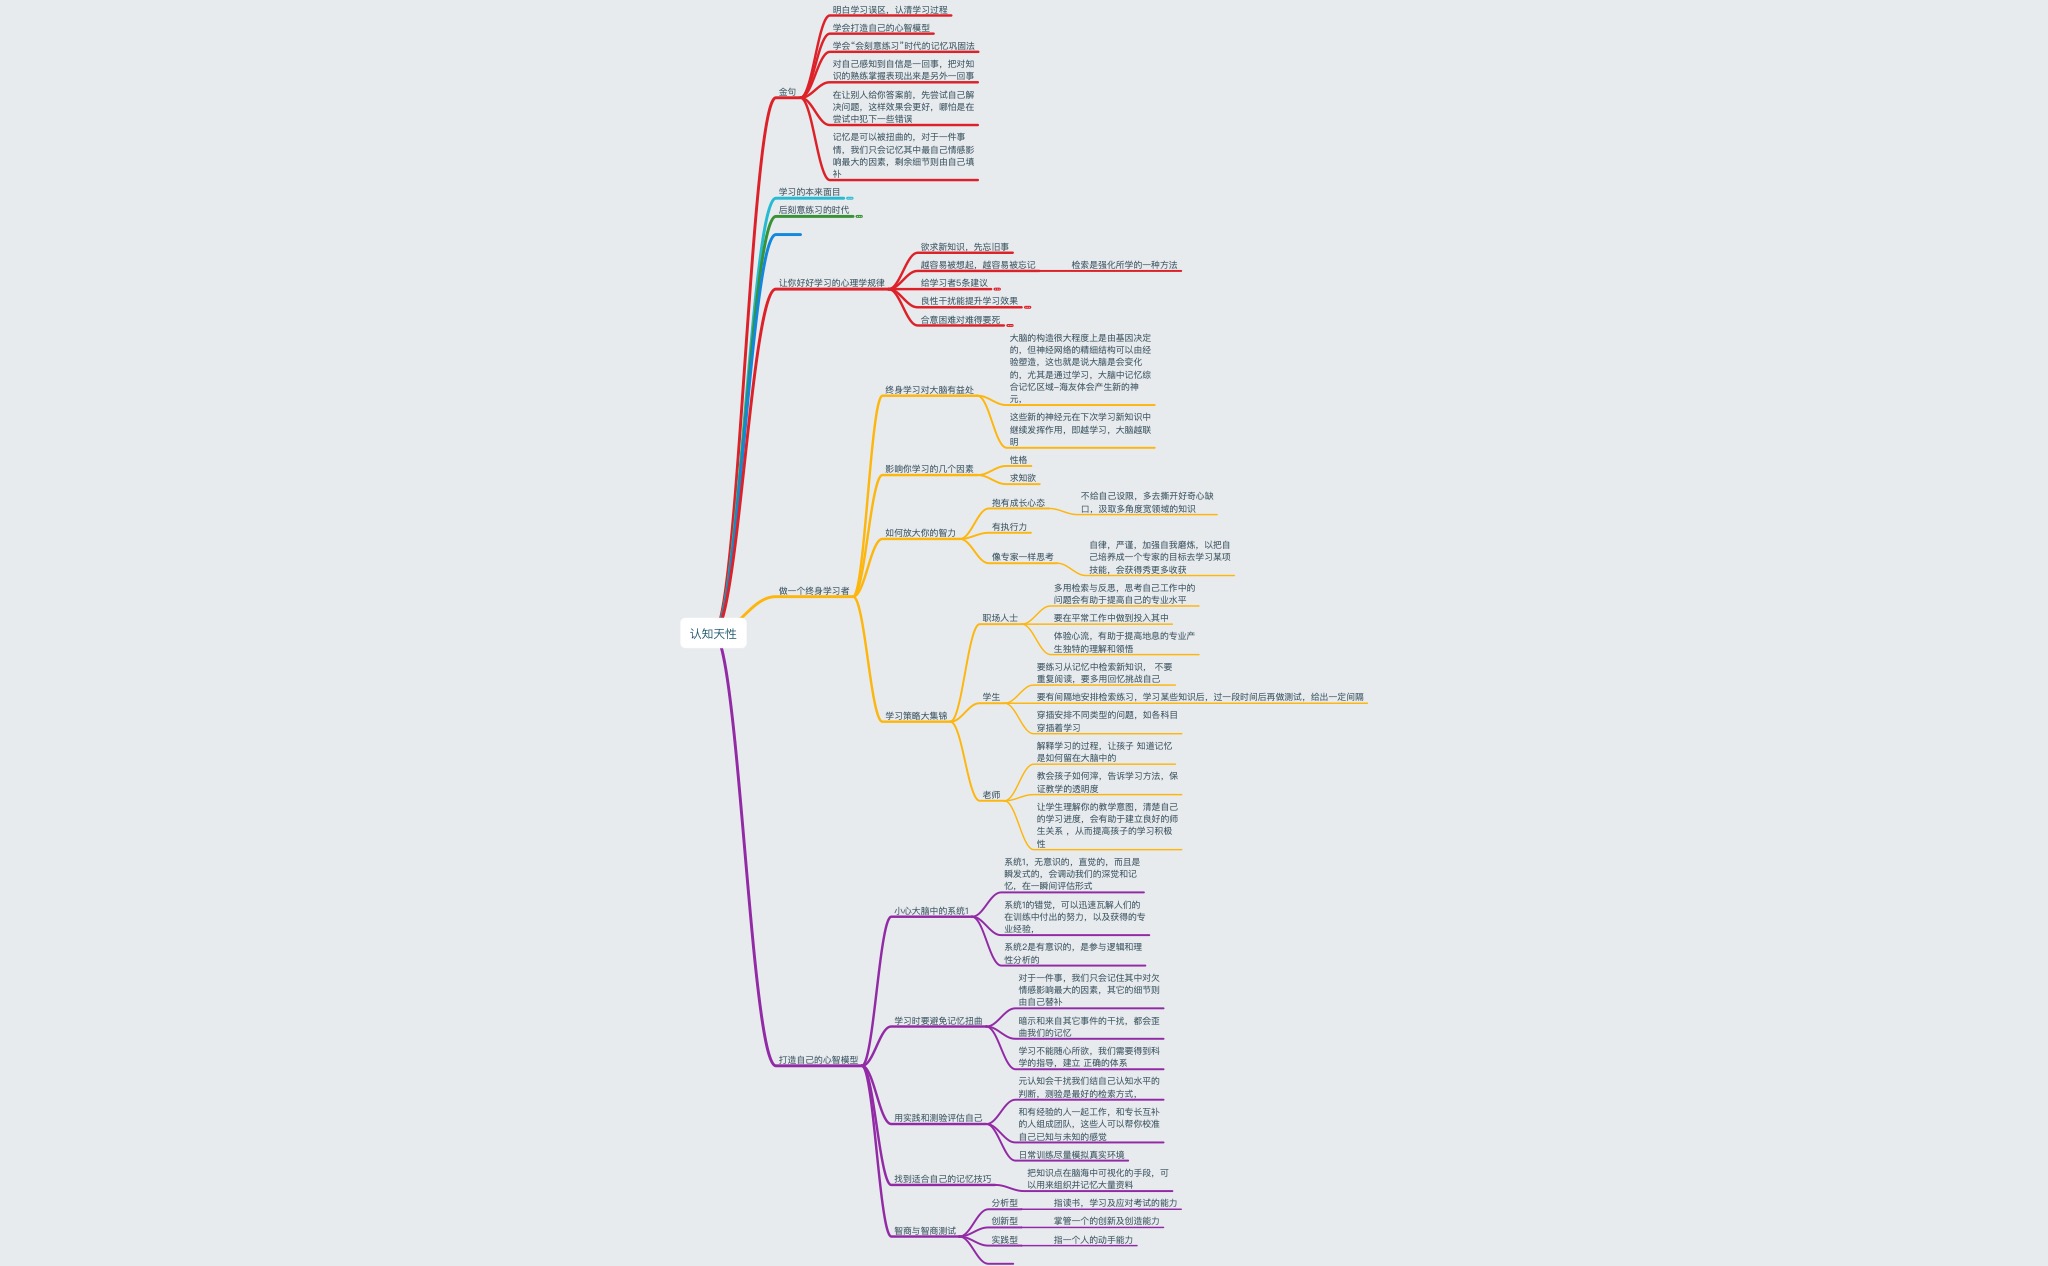 明白学习误区，认清学习过程
学会打造自己的心智模型
学会“会刻意练习”时代的记忆巩固法
对自己感知到自信是一回事，把对知
识的熟练掌握表现出来是另外一回事
金句
在让别人给你答案前，先尝试自己解
决问题，这样效果会更好，哪怕是在
尝试中犯下一些错误
记忆是可以被扭曲的，对于一件事
情，我们只会记忆其中最自己情感影
响最大的因素，剩余细节则由自己填
补
学习的本来面目
后刻意练习的时代
让你好好学习的心理学规律
欲求新知识，先忘旧事
越容易被想起，越容易被忘记
检索是强化所学的一种方法
给学习者5条建议
良性干扰能提升学习效果
合意困难对难得要死
认知天性
做一个终身学习者
终身学习对大脑有益处
大脑的构造很大程度上是由基因决定
的，但神经网络的精细结构可以由经
验塑造，这也就是说大脑是会变化
的，尤其是通过学习，大脑中记忆综
合记忆区域-海友体会产生新的神
元，
这些新的神经元在下次学习新知识中
继续发挥作用，即越学习，大脑越联
明
影响你学习的几个因素
性格
求知欲
如何放大你的智力
抱有成长心态
不给自己设限，多去撕开好奇心缺
口，汲取多角度宽领域的知识
有执行力
像专家一样思考
自律，严谨，加强自我磨炼，以把自
己培养成一个专家的目标去学习某项
技能，会获得秀更多收获
学习策略大集锦
职场人士
多用检索与反思，思考自己工作中的
问题会有助于提高自己的专业水平
要在平常工作中做到投入其中
体验心流，有助于提高地息的专业产
生独特的理解和领悟
学生
要练习从记忆中检索新知识， 不要
重复阅读，要多用回忆挑战自己
要有间隔地安排检索练习，学习某些知识后，过一段时间后再做测试，给出一定间隔
穿插安排不同类型的问题，如各科目
穿插着学习
老师
解释学习的过程，让孩子 知道记忆
是如何留在大脑中的
教会孩子如何滓，告诉学习方法，保
证教学的透明度
让学生理解你的教学意图，清楚自己
的学习进度，会有助于建立良好的师
生关系 ，从而提高孩子的学习积极
性
打造自己的心智模型
小心大脑中的系统1
系统1，无意识的，直觉的，而且是
瞬发式的，会调动我们的深觉和记
忆，在一瞬间评估形式
系统1的错觉，可以迅速瓦解人们的
在训练中付出的努力，以及获得的专
业经验，
系统2是有意识的，是参与逻辑和理
性分析的
学习时要避免记忆扭曲
对于一件事，我们只会记住其中对欠
情感影响最大的因素，其它的细节则
由自己替补
暗示和来自其它事件的干扰，都会歪
曲我们的记忆
学习不能随心所欲，我们需要得到科
学的指导，建立 正确的体系
用实践和测验评估自己
元认知会干扰我们结自己认知水平的
判断，测验是最好的检索方式，
和有经验的人一起工作，和专长互补
的人组成团队，这些人可以帮你校准
自己已知与未知的感觉
日常训练尽量模拟真实环境
找到适合自己的记忆技巧
把知识点在脑海中可视化的手段，可
以用来组织并记忆大量资料
智商与智商测试
分析型
指读书，学习及应对考试的能力
创新型
掌管一个的创新及创造能力
实践型
指一个人的动手能力